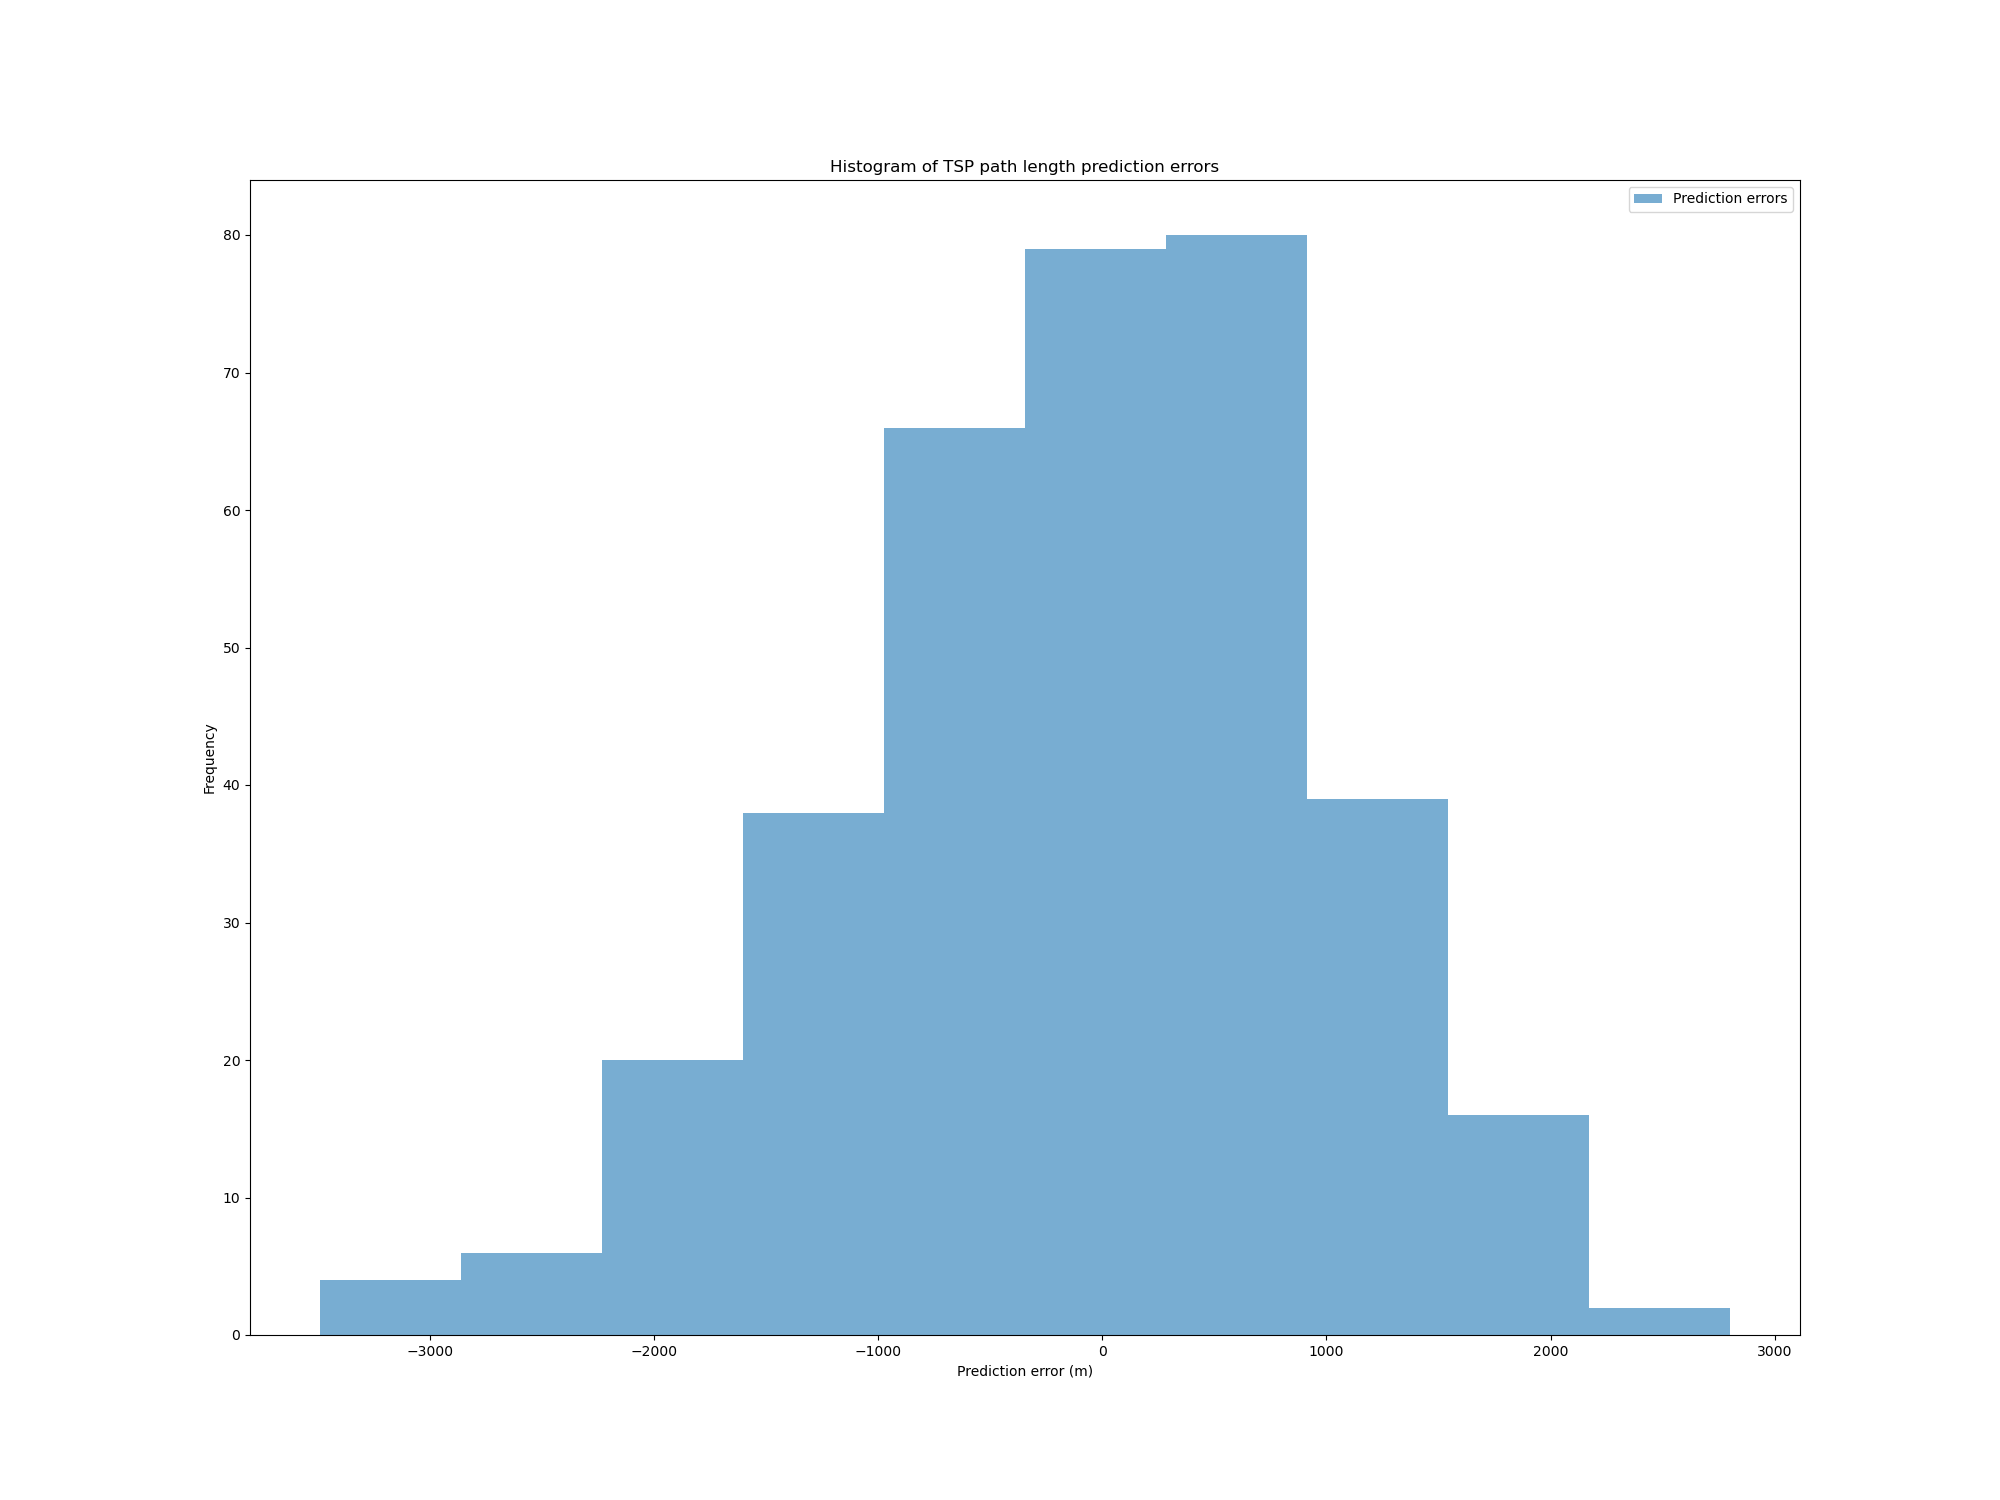 Histogram of TSP path length prediction errors
Prediction errors
80
70
60
50
40
30
20
10
0
Frequency
−3000 −2000 −1000 0 1000 2000 3000
Prediction error (m)